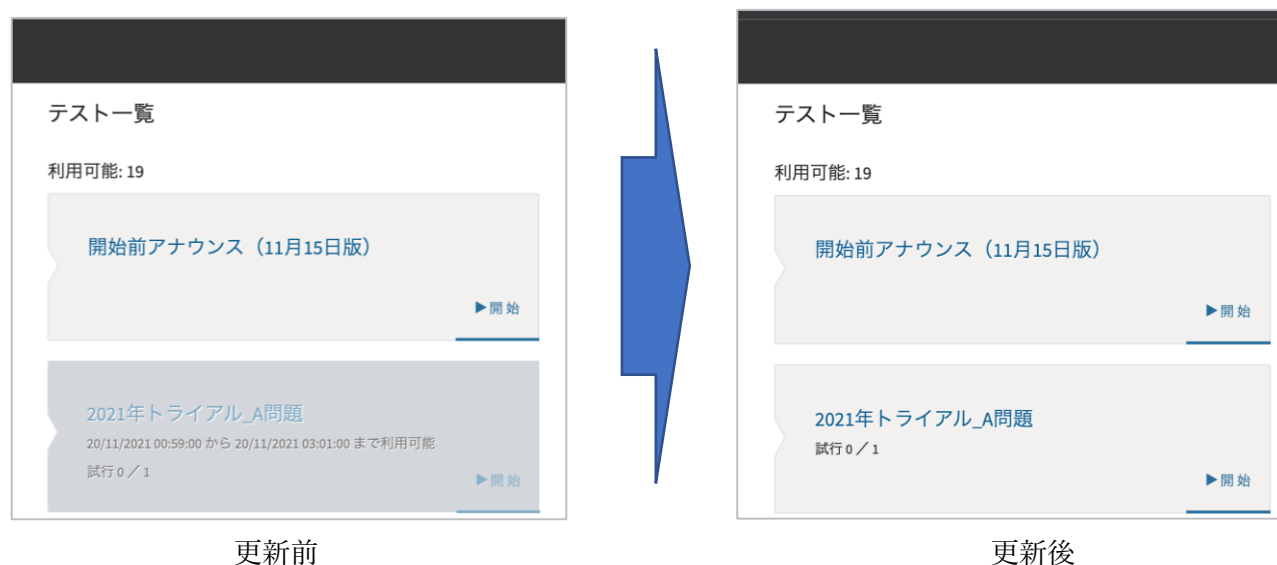 テスト一覧
利用可能: 19
開始前アナウンス（11月15日版）
▶開始
2021年トライアル_A問題
20/11/2021 00:59:00 から 20/11/2021 03:01:00 まで利用可能
試行 0 ／ 1
▶開始
更新前
テスト一覧
利用可能: 19
開始前アナウンス（11月15日版）
▶開始
2021年トライアル_A問題
試行 0 ／ 1
▶開始
更新後